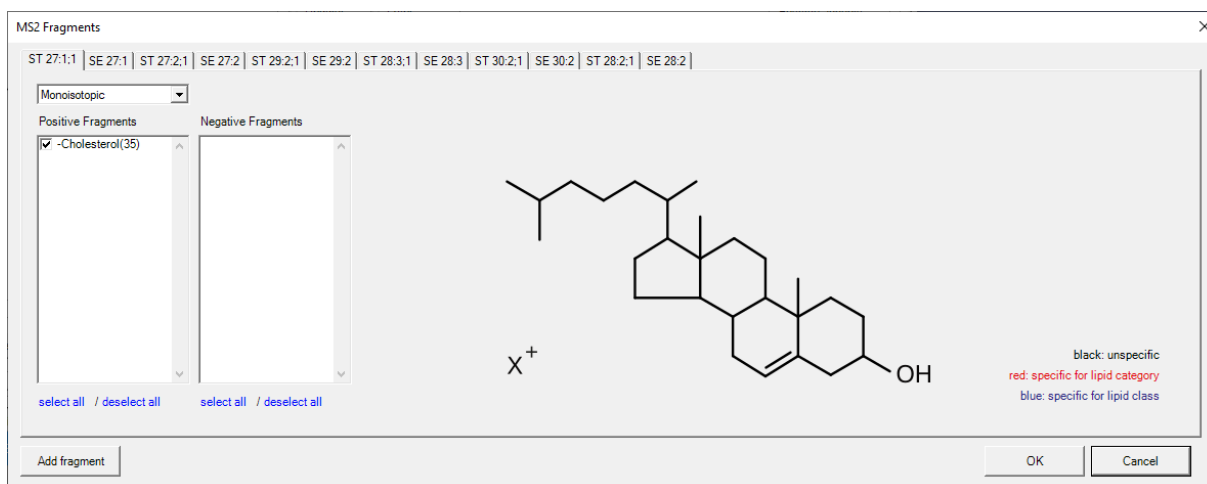 MS2 Fragments
ST 27:1;1 SE 27:1 ST 27:2;1 SE 27:2 ST 29:2;1 SE 29:2 ST 28:3;1 SE 28:3 ST 30:2;1 SE 30:2 ST 28:2;1 SE 28:2
Monoisotopic
Positive Fragments Negative Fragments
-Cholesterol(35)
X+
OH
black: unspecific
red: specific for lipid category
blue: specific for lipid class
select all / deselect all select all / deselect all
Add fragment OK Cancel